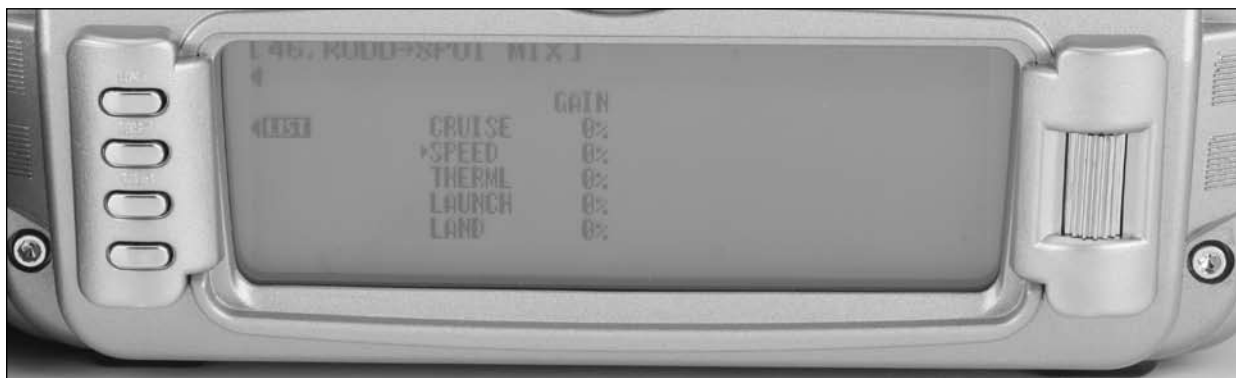 [46.RUDD→SPOI MIX]
GAIN
LIST
CRUISE 0%
SPEED 0%
THERML 0%
LAUNCH 0%
LAND 0%